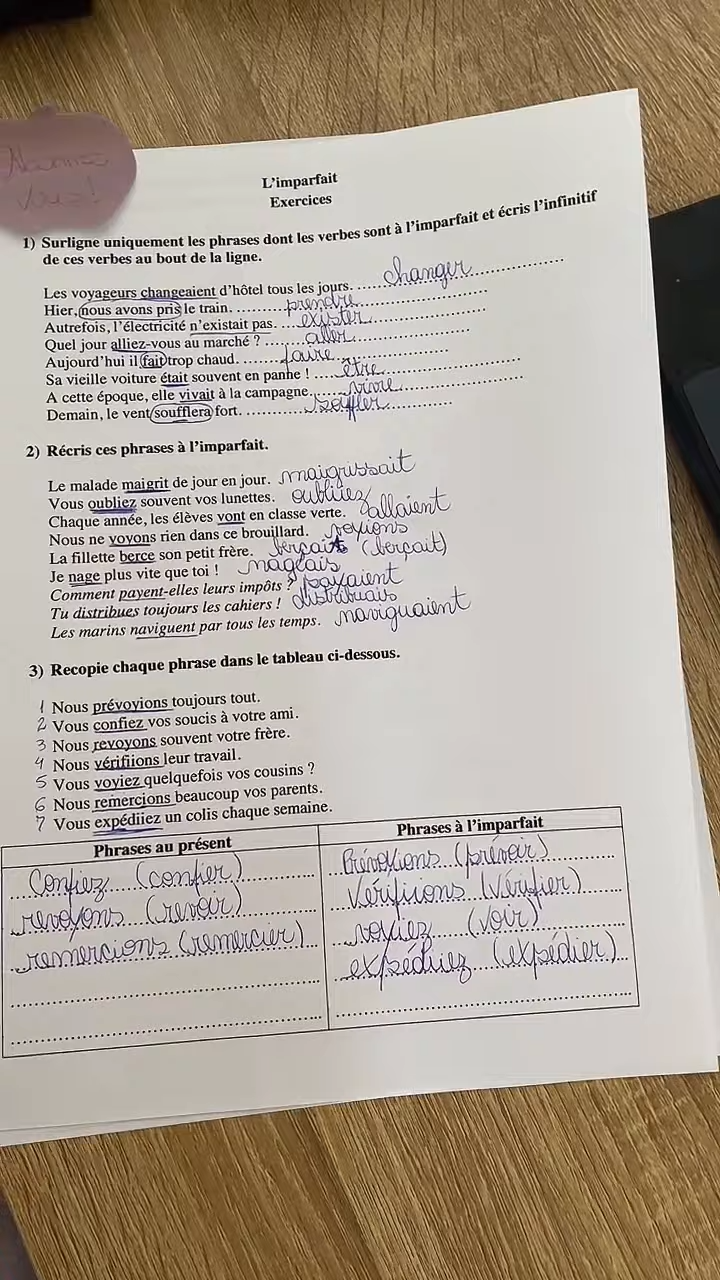 L'imparfait
Exercices
1) Surligne uniquement les phrases dont les verbes sont à l'imparfait et écris l'infinitif
de ces verbes au bout de la ligne.
Les voyageurs changeaient d'hôtel tous les jours. changer
Hier, nous avons pris le train. prendre
Autrefois, l'électricité n'existait pas. exister
Quel jour alliez-vous au marché ? aller
Aujourd'hui il fait trop chaud. faire
Sa vieille voiture était souvent en panne ! être
A cette époque, elle vivait à la campagne. vivre
Demain, le vent soufflera fort. souffler
2) Récris ces phrases à l'imparfait.
Le malade maigrit de jour en jour. maigrissait
Vous oubliez souvent vos lunettes. oubliiez
Chaque année, les élèves vont en classe verte. allaient
Nous ne voyons rien dans ce brouillard. voyions
La fillette berce son petit frère. berçait (berçait)
Je nage plus vite que toi ! nageais
Comment payent-elles leurs impôts ? payaient
Tu distribues toujours les cahiers ! distribuais
Les marins naviguent par tous les temps. naviguaient
3) Recopie chaque phrase dans le tableau ci-dessous.
1 Nous prévoyions toujours tout.
2 Vous confiez vos soucis à votre ami.
3 Nous revoyons souvent votre frère.
4 Nous vérifiions leur travail.
5 Vous voyiez quelquefois vos cousins ?
6 Nous remercions beaucoup vos parents.
7 Vous expédiiez un colis chaque semaine.
Phrases au présent
Confiez (confier)
revoyons (revoir)
remercions (remercier)
Phrases à l'imparfait
Prévoyions (prévoir)
Vérifiions (Vérifier)
voyiez (voir)
expédiiez (expédier)